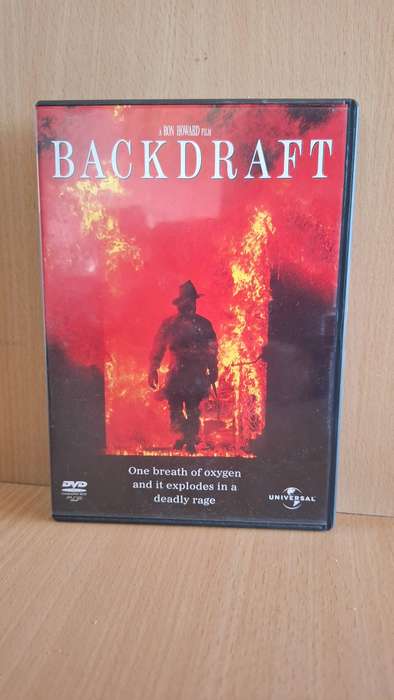 A RON HOWARD FILM
BACKDRAFT
One breath of oxygen
and it explodes in a
deadly rage
DVD
UNIVERSAL